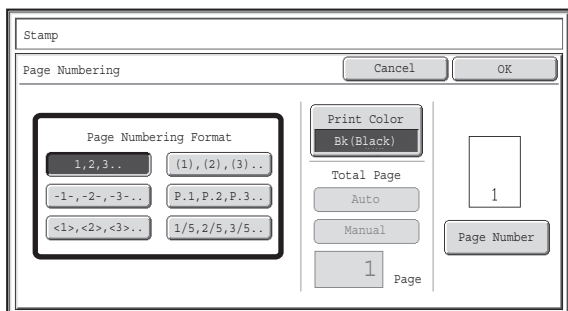 Stamp
Page Numbering
Cancel
OK
Page Numbering Format
1,2,3..
(1),(2),(3)..
-1-,-2-,-3-..
P.1,P.2,P.3..
<1>,<2>,<3>..
1/5,2/5,3/5..
Print Color
Bk(Black)
Total Page
Auto
Manual
1 Page
1
Page Number